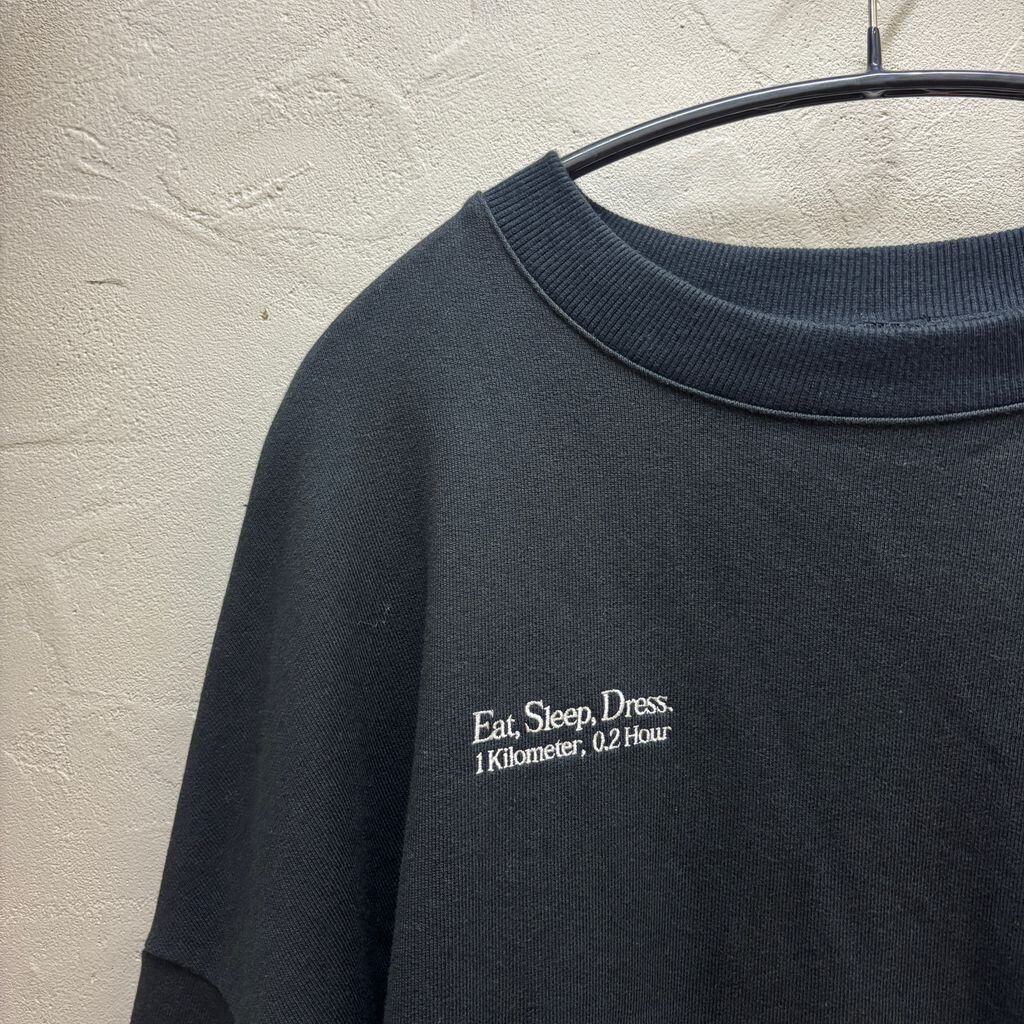 Eat, Sleep, Dress.
1 Kilometer, 0.2 Hour